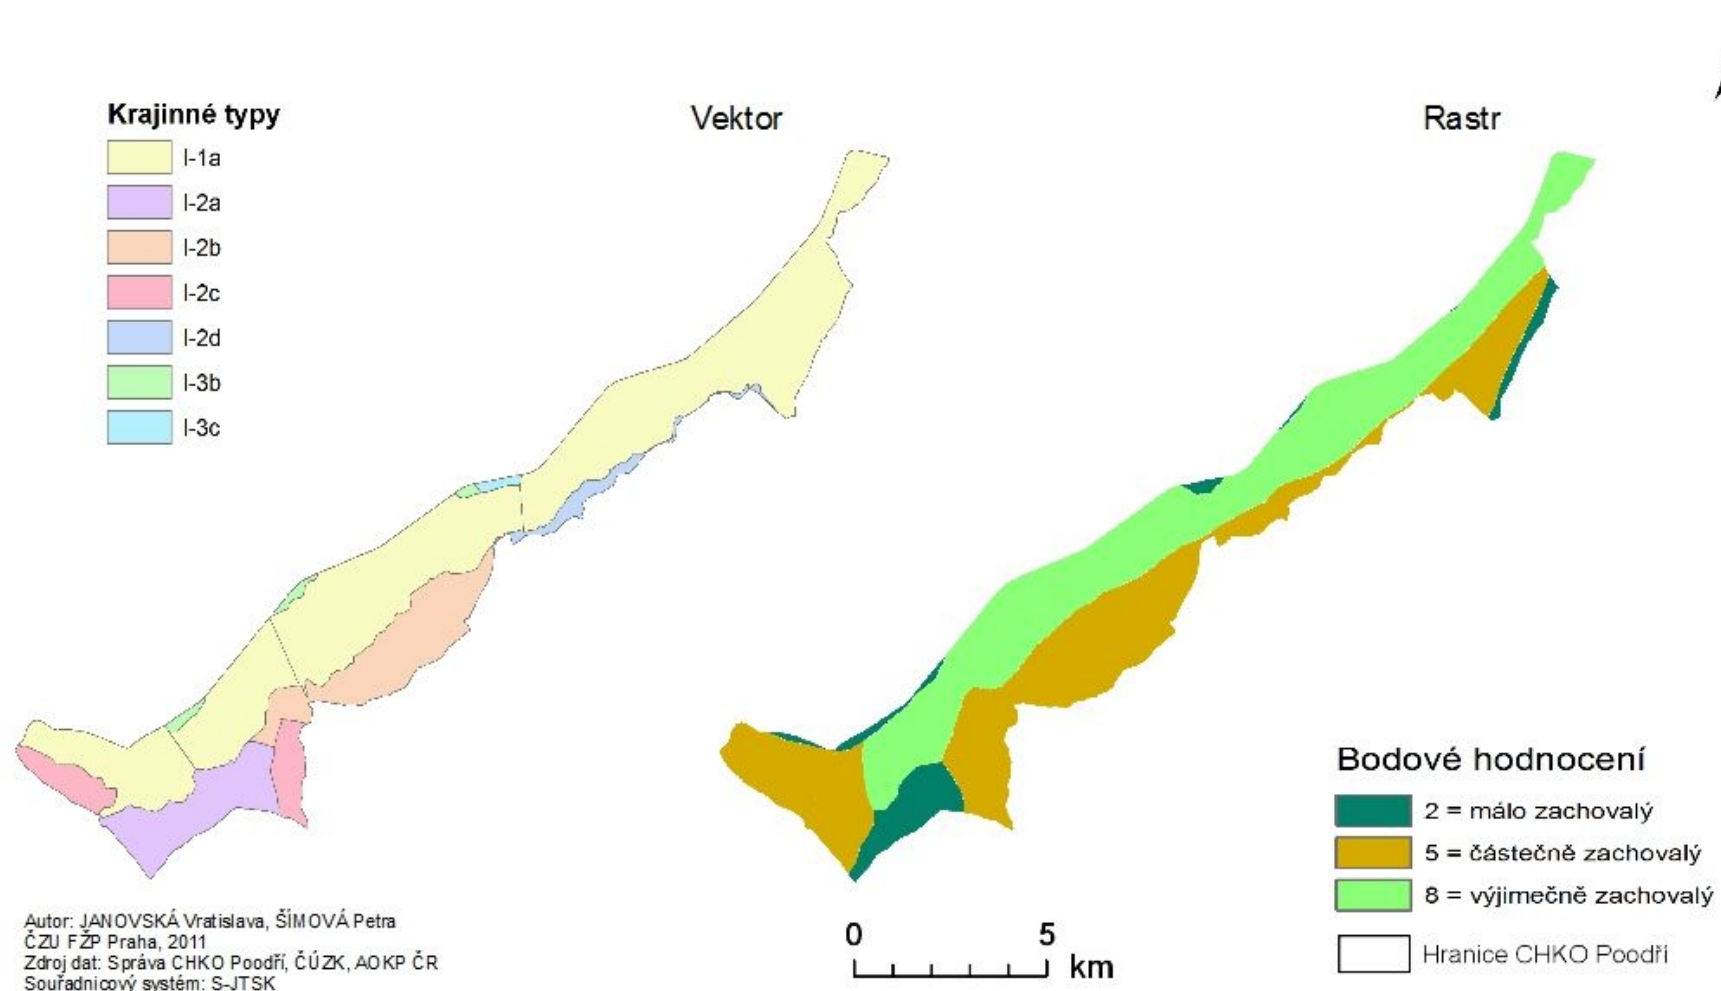 Vektor
Rastr
Krajinné typy
I-1a
I-2a
I-2b
I-2c
I-2d
I-3b
I-3c
Bodové hodnocení
2 = málo zachovalý
5 = částečně zachovalý
8 = výjimečně zachovalý
Hranice CHKO Poodří
0 5
km
Autor: JANOVSKÁ Vratislava, ŠÍMOVÁ Petra
ČZU FŽP Praha, 2011
Zdroj dat: Správa CHKO Poodří, ČÚZK, AOKP ČR
Souřadnicový systém: S-JTSK